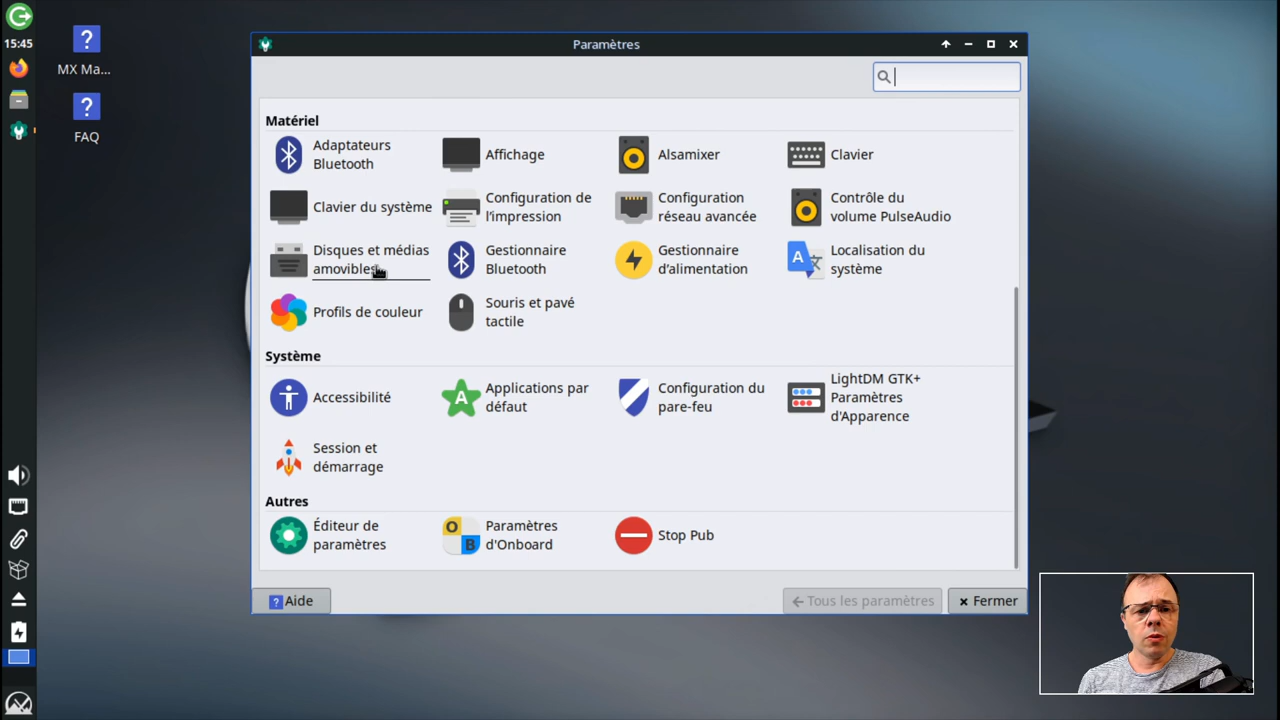 15:45
MX Ma...
FAQ
Paramètres
Matériel
Adaptateurs
Bluetooth
Affichage
Alsamixer
Clavier
Clavier du système
Configuration de
l'impression
Configuration
réseau avancée
Contrôle du
volume PulseAudio
Disques et médias
amovibles
Gestionnaire
Bluetooth
Gestionnaire
d'alimentation
Localisation du
système
Profils de couleur
Souris et pavé
tactile
Système
Accessibilité
Applications par
défaut
Configuration du
pare-feu
LightDM GTK+
Paramètres
d'Apparence
Session et
démarrage
Autres
Éditeur de
paramètres
Paramètres
d'Onboard
Stop Pub
Aide
Tous les paramètres
Fermer